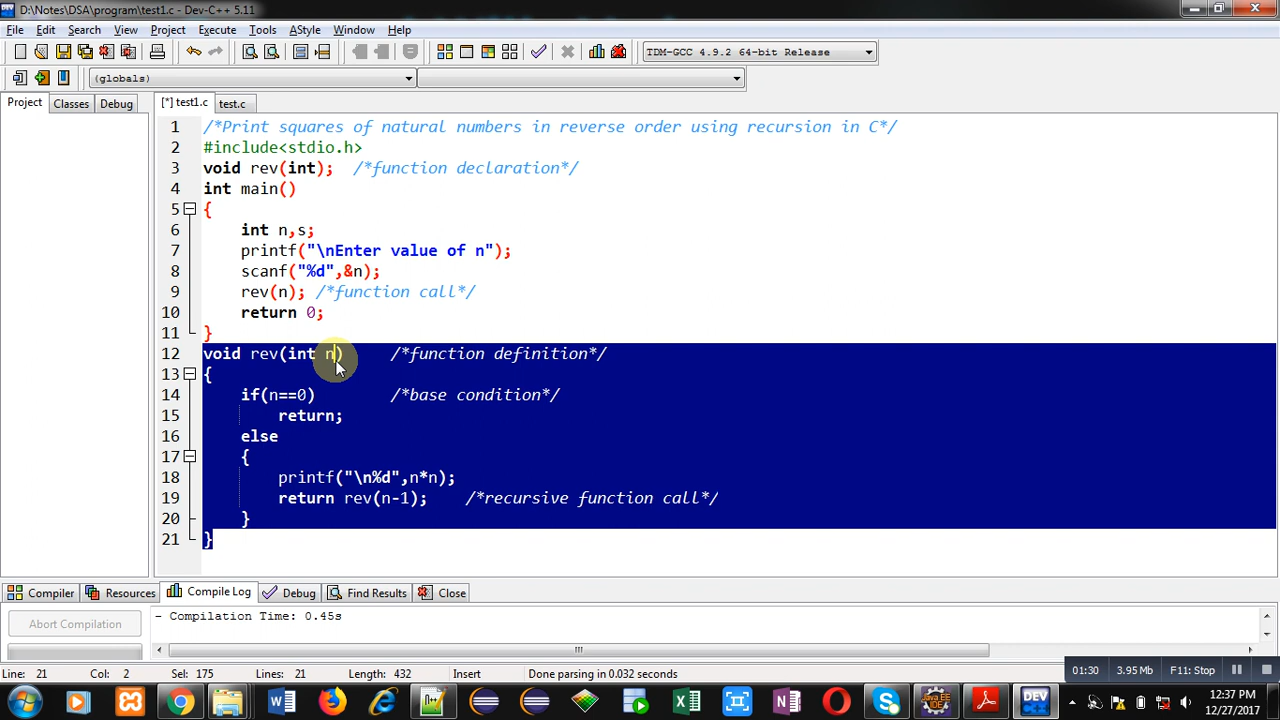 D:\Notes\DSA\program\test1.c - Dev-C++ 5.11
File Edit Search View Project Execute Tools AStyle Window Help
TDM-GCC 4.9.2 64-bit Release
(globals)
Project Classes Debug [*] test1.c test.c
1 /*Print squares of natural numbers in reverse order using recursion in C*/
2 #include<stdio.h>
3 void rev(int); /*function declaration*/
4 int main()
5 {
6 int n,s;
7 printf("\nEnter value of n");
8 scanf("%d",&n);
9 rev(n); /*function call*/
10 return 0;
11 }
12 void rev(int n) /*function definition*/
13 {
14 if(n==0) /*base condition*/
15 return;
16 else
17 {
18 printf("\n%d",n*n);
19 return rev(n-1); /*recursive function call*/
20 }
21 }
Compiler Resources Compile Log Debug Find Results Close
Abort Compilation
- Compilation Time: 0.45s
Line: 21 Col: 2 Sel: 175 Lines: 21 Length: 432 Insert Done parsing in 0.032 seconds
01:30 3.95 Mb F11: Stop
12:37 PM
12/27/2017